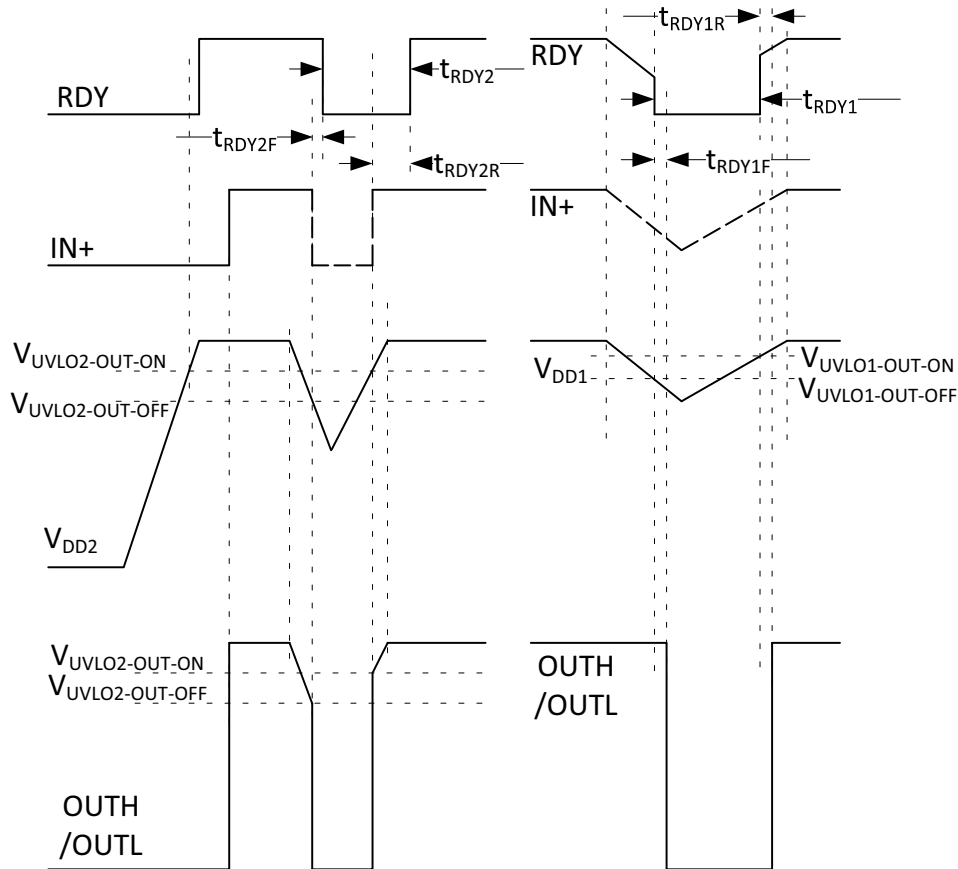 tRDY1R
RDY
RDY
tRDY2
tRDY1
tRDY2F
tRDY2R
tRDY1F
IN+
IN+
VUVLO2-OUT-ON
VUVLO2-OUT-OFF
VDD2
VDD1
VUVLO1-OUT-ON
VUVLO1-OUT-OFF
VUVLO2-OUT-ON
VUVLO2-OUT-OFF
OUTH
/OUTL
OUTH
/OUTL